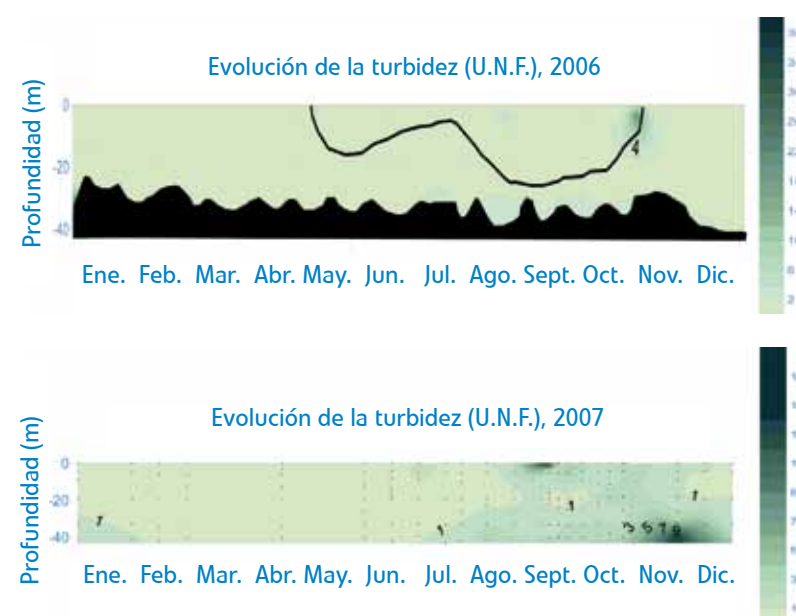 Evolución de la turbidez (U.N.F.), 2006
Profundidad (m)
0
-20
-40
4
Ene. Feb. Mar. Abr. May. Jun. Jul. Ago. Sept. Oct. Nov. Dic.
Evolución de la turbidez (U.N.F.), 2007
Profundidad (m)
0
-20
-40
1
1
1
1
Ene. Feb. Mar. Abr. May. Jun. Jul. Ago. Sept. Oct. Nov. Dic.